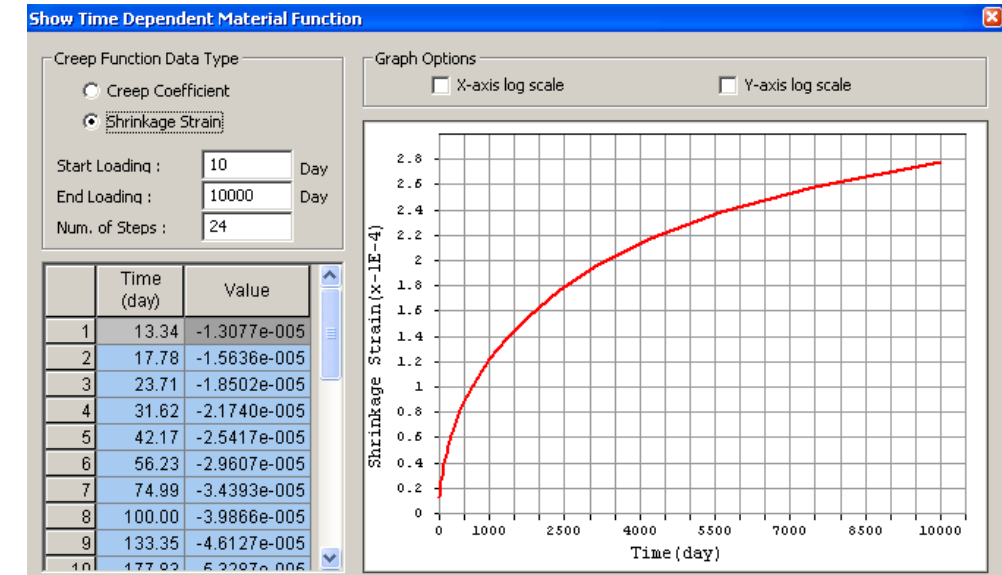 Show Time Dependent Material Function
Creep Function Data Type
Creep Coefficient
Shrinkage Strain
Start Loading : 10 Day
End Loading : 10000 Day
Num. of Steps : 24
Time (day) Value
1 13.34 -1.3077e-005
2 17.78 -1.5636e-005
3 23.71 -1.8502e-005
4 31.62 -2.1740e-005
5 42.17 -2.5417e-005
6 56.23 -2.9607e-005
7 74.99 -3.4393e-005
8 100.00 -3.9866e-005
9 133.35 -4.6127e-005
Graph Options
X-axis log scale Y-axis log scale
Shrinkage Strain(x-1E-4)
2.8
2.6
2.4
2.2
2
1.8
1.6
1.4
1.2
1
0.8
0.6
0.4
0.2
0
0 1000 2500 4000 5500 7000 8500 10000
Time(day)